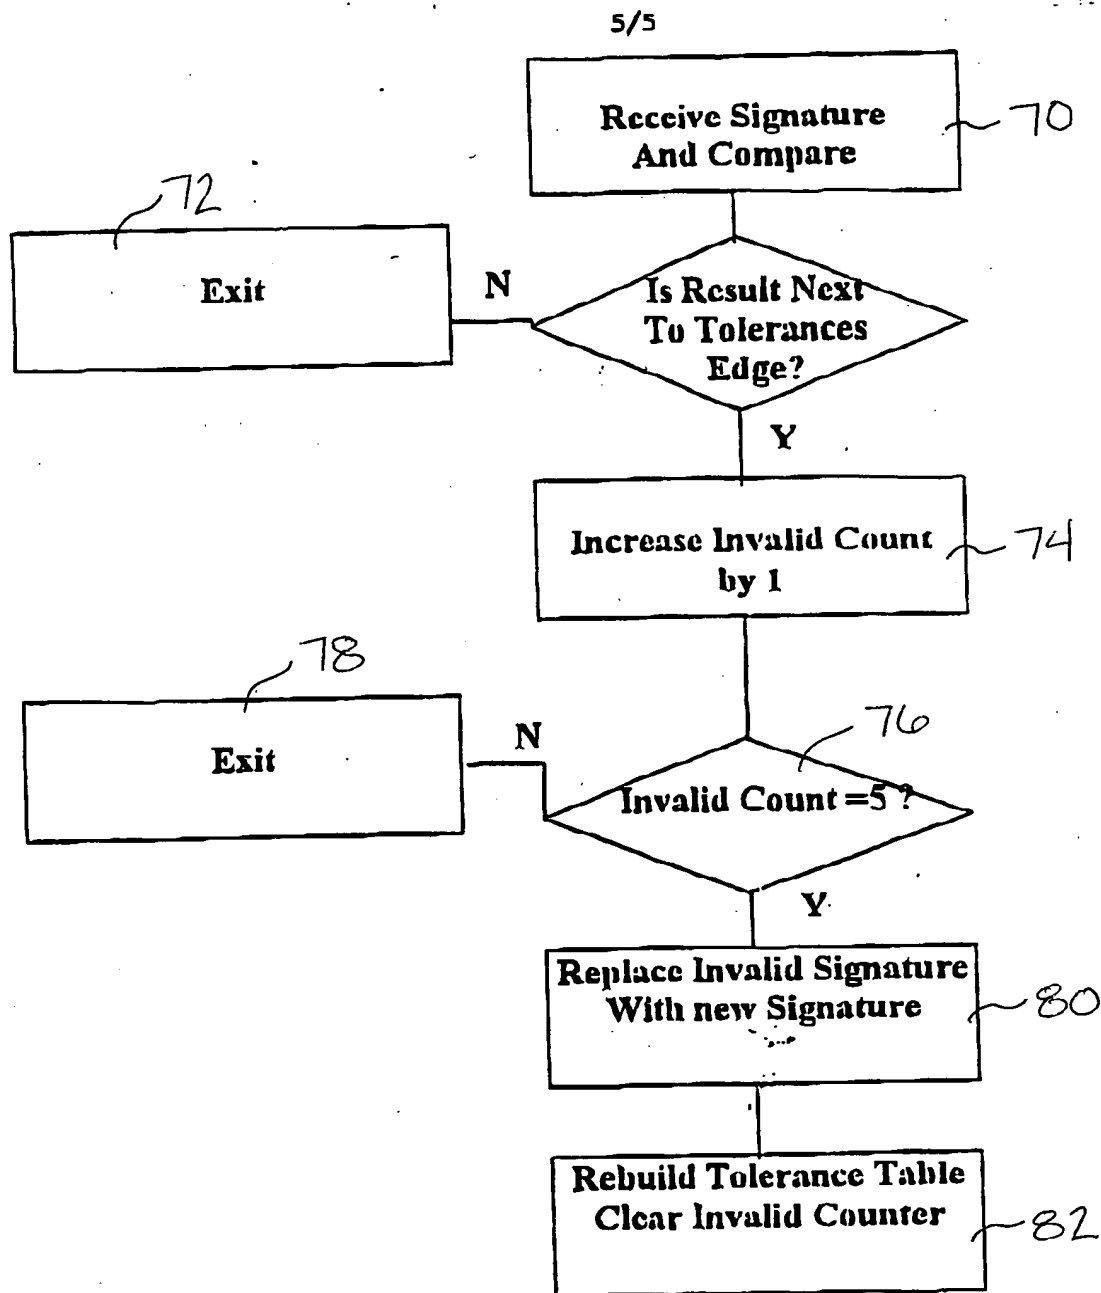 5/5
Receive Signature
And Compare
70
72
Exit
N
Is Result Next
To Tolerances
Edge?
Y
Increase Invalid Count
by 1
74
78
Exit
N
76
Invalid Count =5 ?
Y
Replace Invalid Signature
With new Signature
80
Rebuild Tolerance Table
Clear Invalid Counter
82